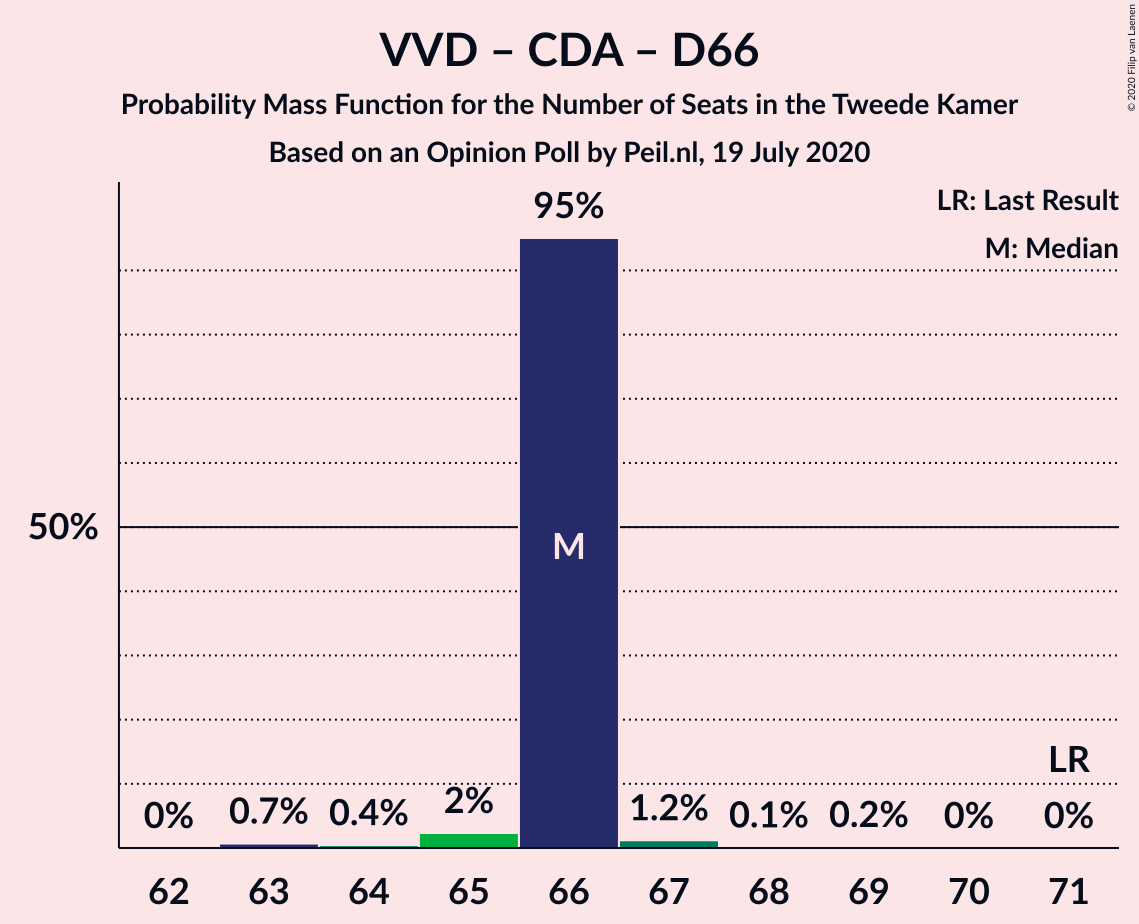 VVD – CDA – D66
Probability Mass Function for the Number of Seats in the Tweede Kamer
Based on an Opinion Poll by Peil.nl, 19 July 2020
© 2020 Filip van Laenen
LR: Last Result
M: Median
95%
50%
M
LR
0% 0.7% 0.4% 2% 1.2% 0.1% 0.2% 0% 0%
62 63 64 65 66 67 68 69 70 71